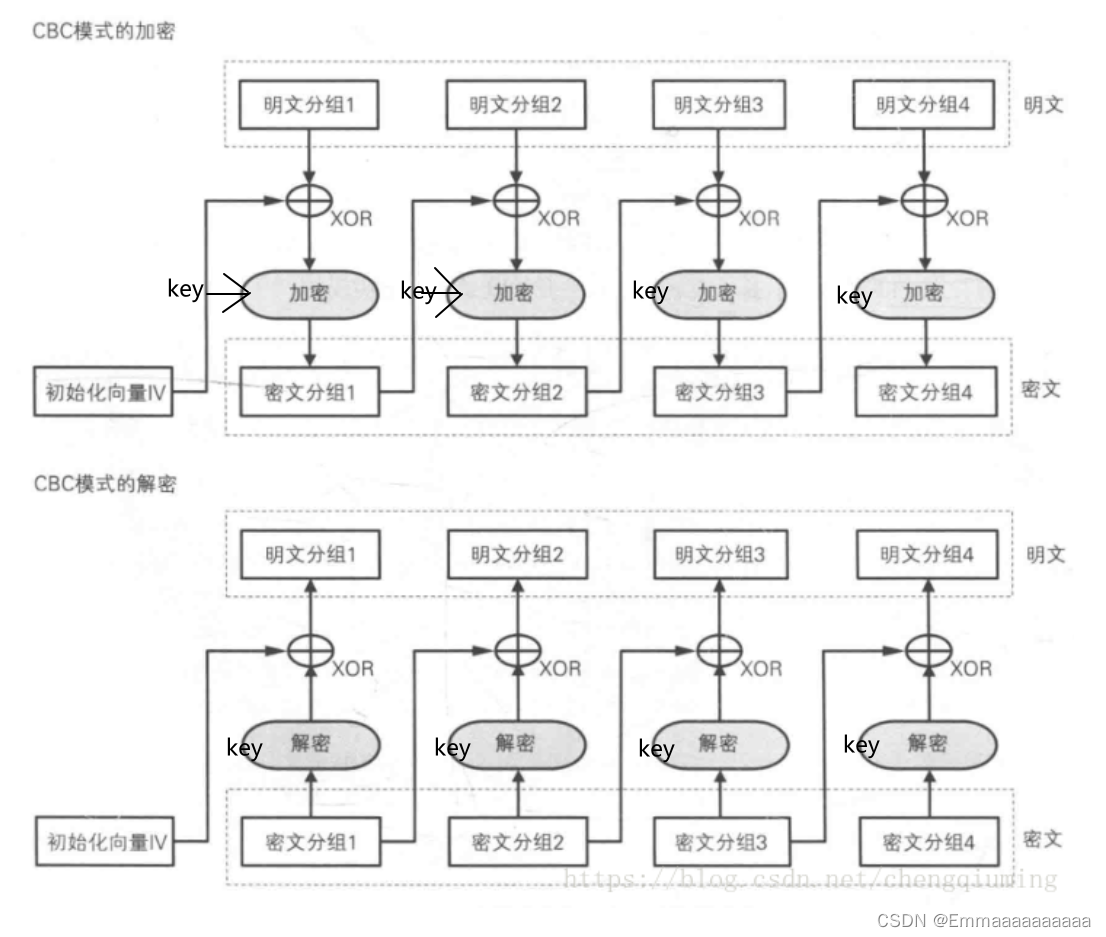 CBC模式的加密
明文分组1 明文分组2 明文分组3 明文分组4 明文
XOR XOR XOR XOR
key 加密 key 加密 key 加密 key 加密
初始化向量IV 密文分组1 密文分组2 密文分组3 密文分组4 密文
CBC模式的解密
明文分组1 明文分组2 明文分组3 明文分组4 明文
XOR XOR XOR XOR
key 解密 key 解密 key 解密 key 解密
初始化向量IV 密文分组1 密文分组2 密文分组3 密文分组4 密文
https://blog.csdn.net/chengqiuming
CSDN @Emmaaaaaaaaaa